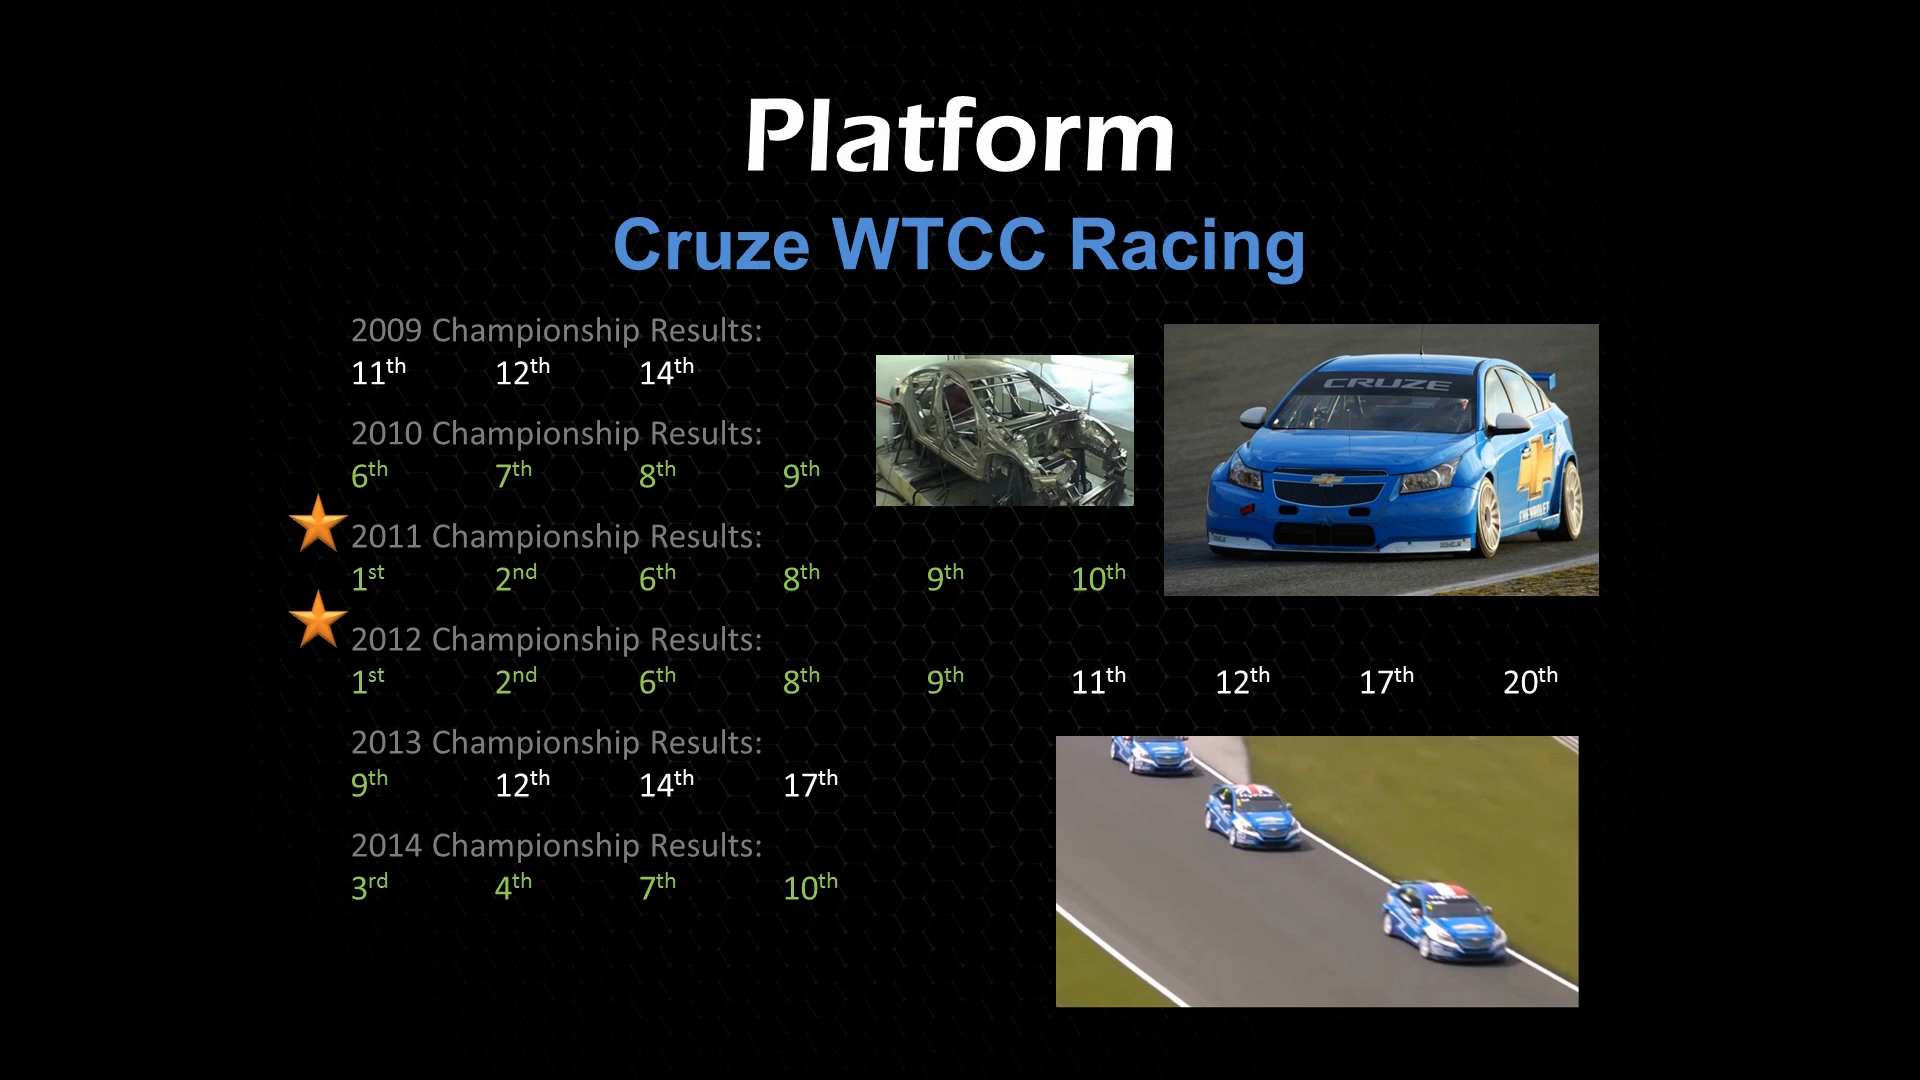 Platform
Cruze WTCC Racing
2009 Championship Results:
11th 12th 14th
2010 Championship Results:
6th 7th 8th 9th
2011 Championship Results:
1st 2nd 6th 8th 9th 10th
2012 Championship Results:
1st 2nd 6th 8th 9th 11th 12th 17th 20th
2013 Championship Results:
9th 12th 14th 17th
2014 Championship Results:
3rd 4th 7th 10th
CRUZE
CHEVROLET